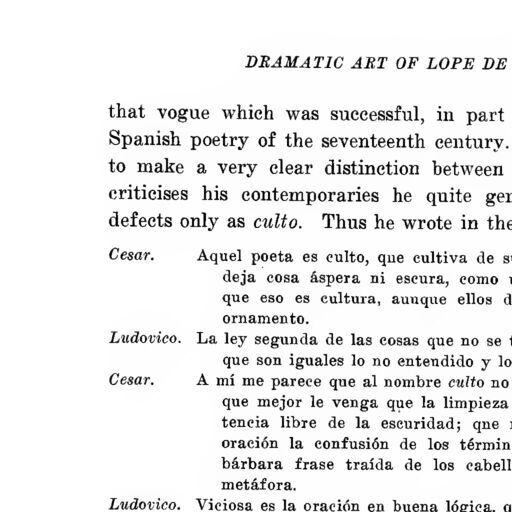 DRAMATIC ART OF LOPE DE
that vogue which was successful, in part
Spanish poetry of the seventeenth century.
to make a very clear distinction between
criticises his contemporaries he quite
defects only as culto. Thus he wrote in the
Cesar. Aquel poeta es culto, que cultiva de
deja cosa áspera ni escura, como
que eso es cultura, aunque ellos
ornamento.
Ludovico. La ley segunda de las cosas que no se
que son iguales lo no entendido y lo
Cesar. A mí me parece que al nombre culto no
que mejor le venga que la limpieza
tencia libre de la escuridad; qne
oración la confusión de los
bárbara frase traída de los
metáfora.
Ludovico. Viciosa es la oración en buena lógica,